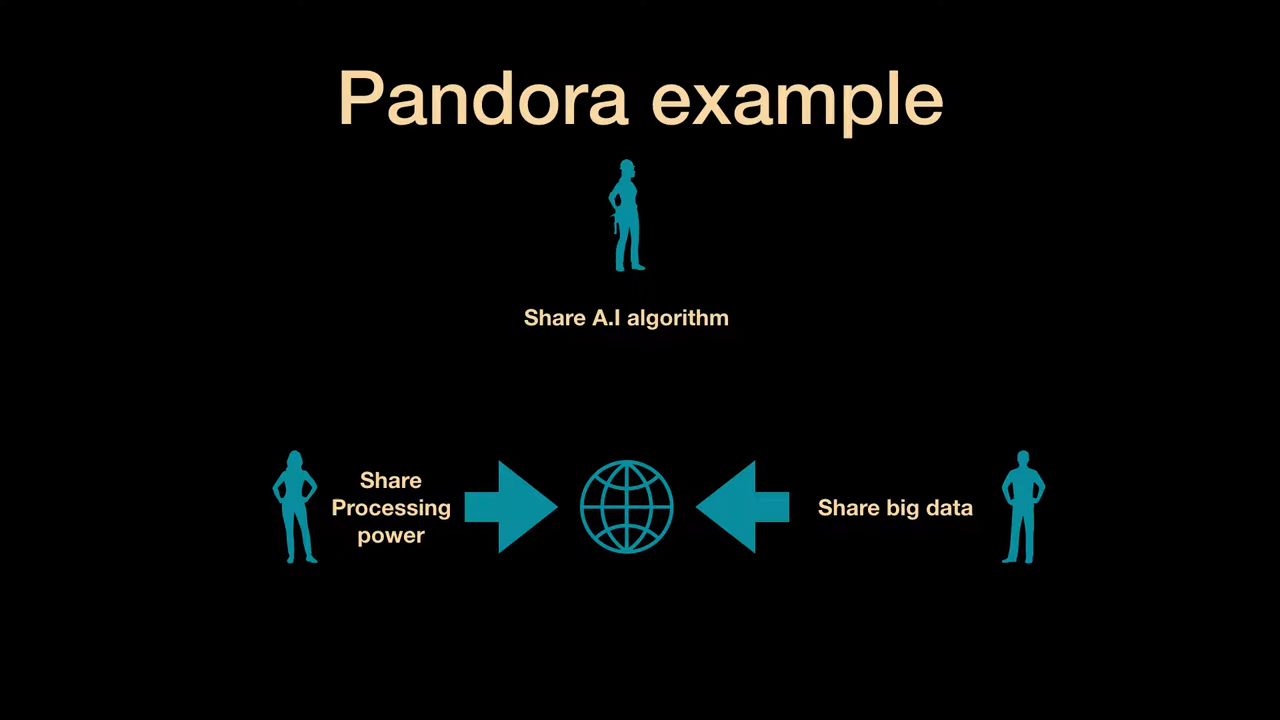 Pandora example
Share A.I algorithm
Share
Processing
power
Share big data